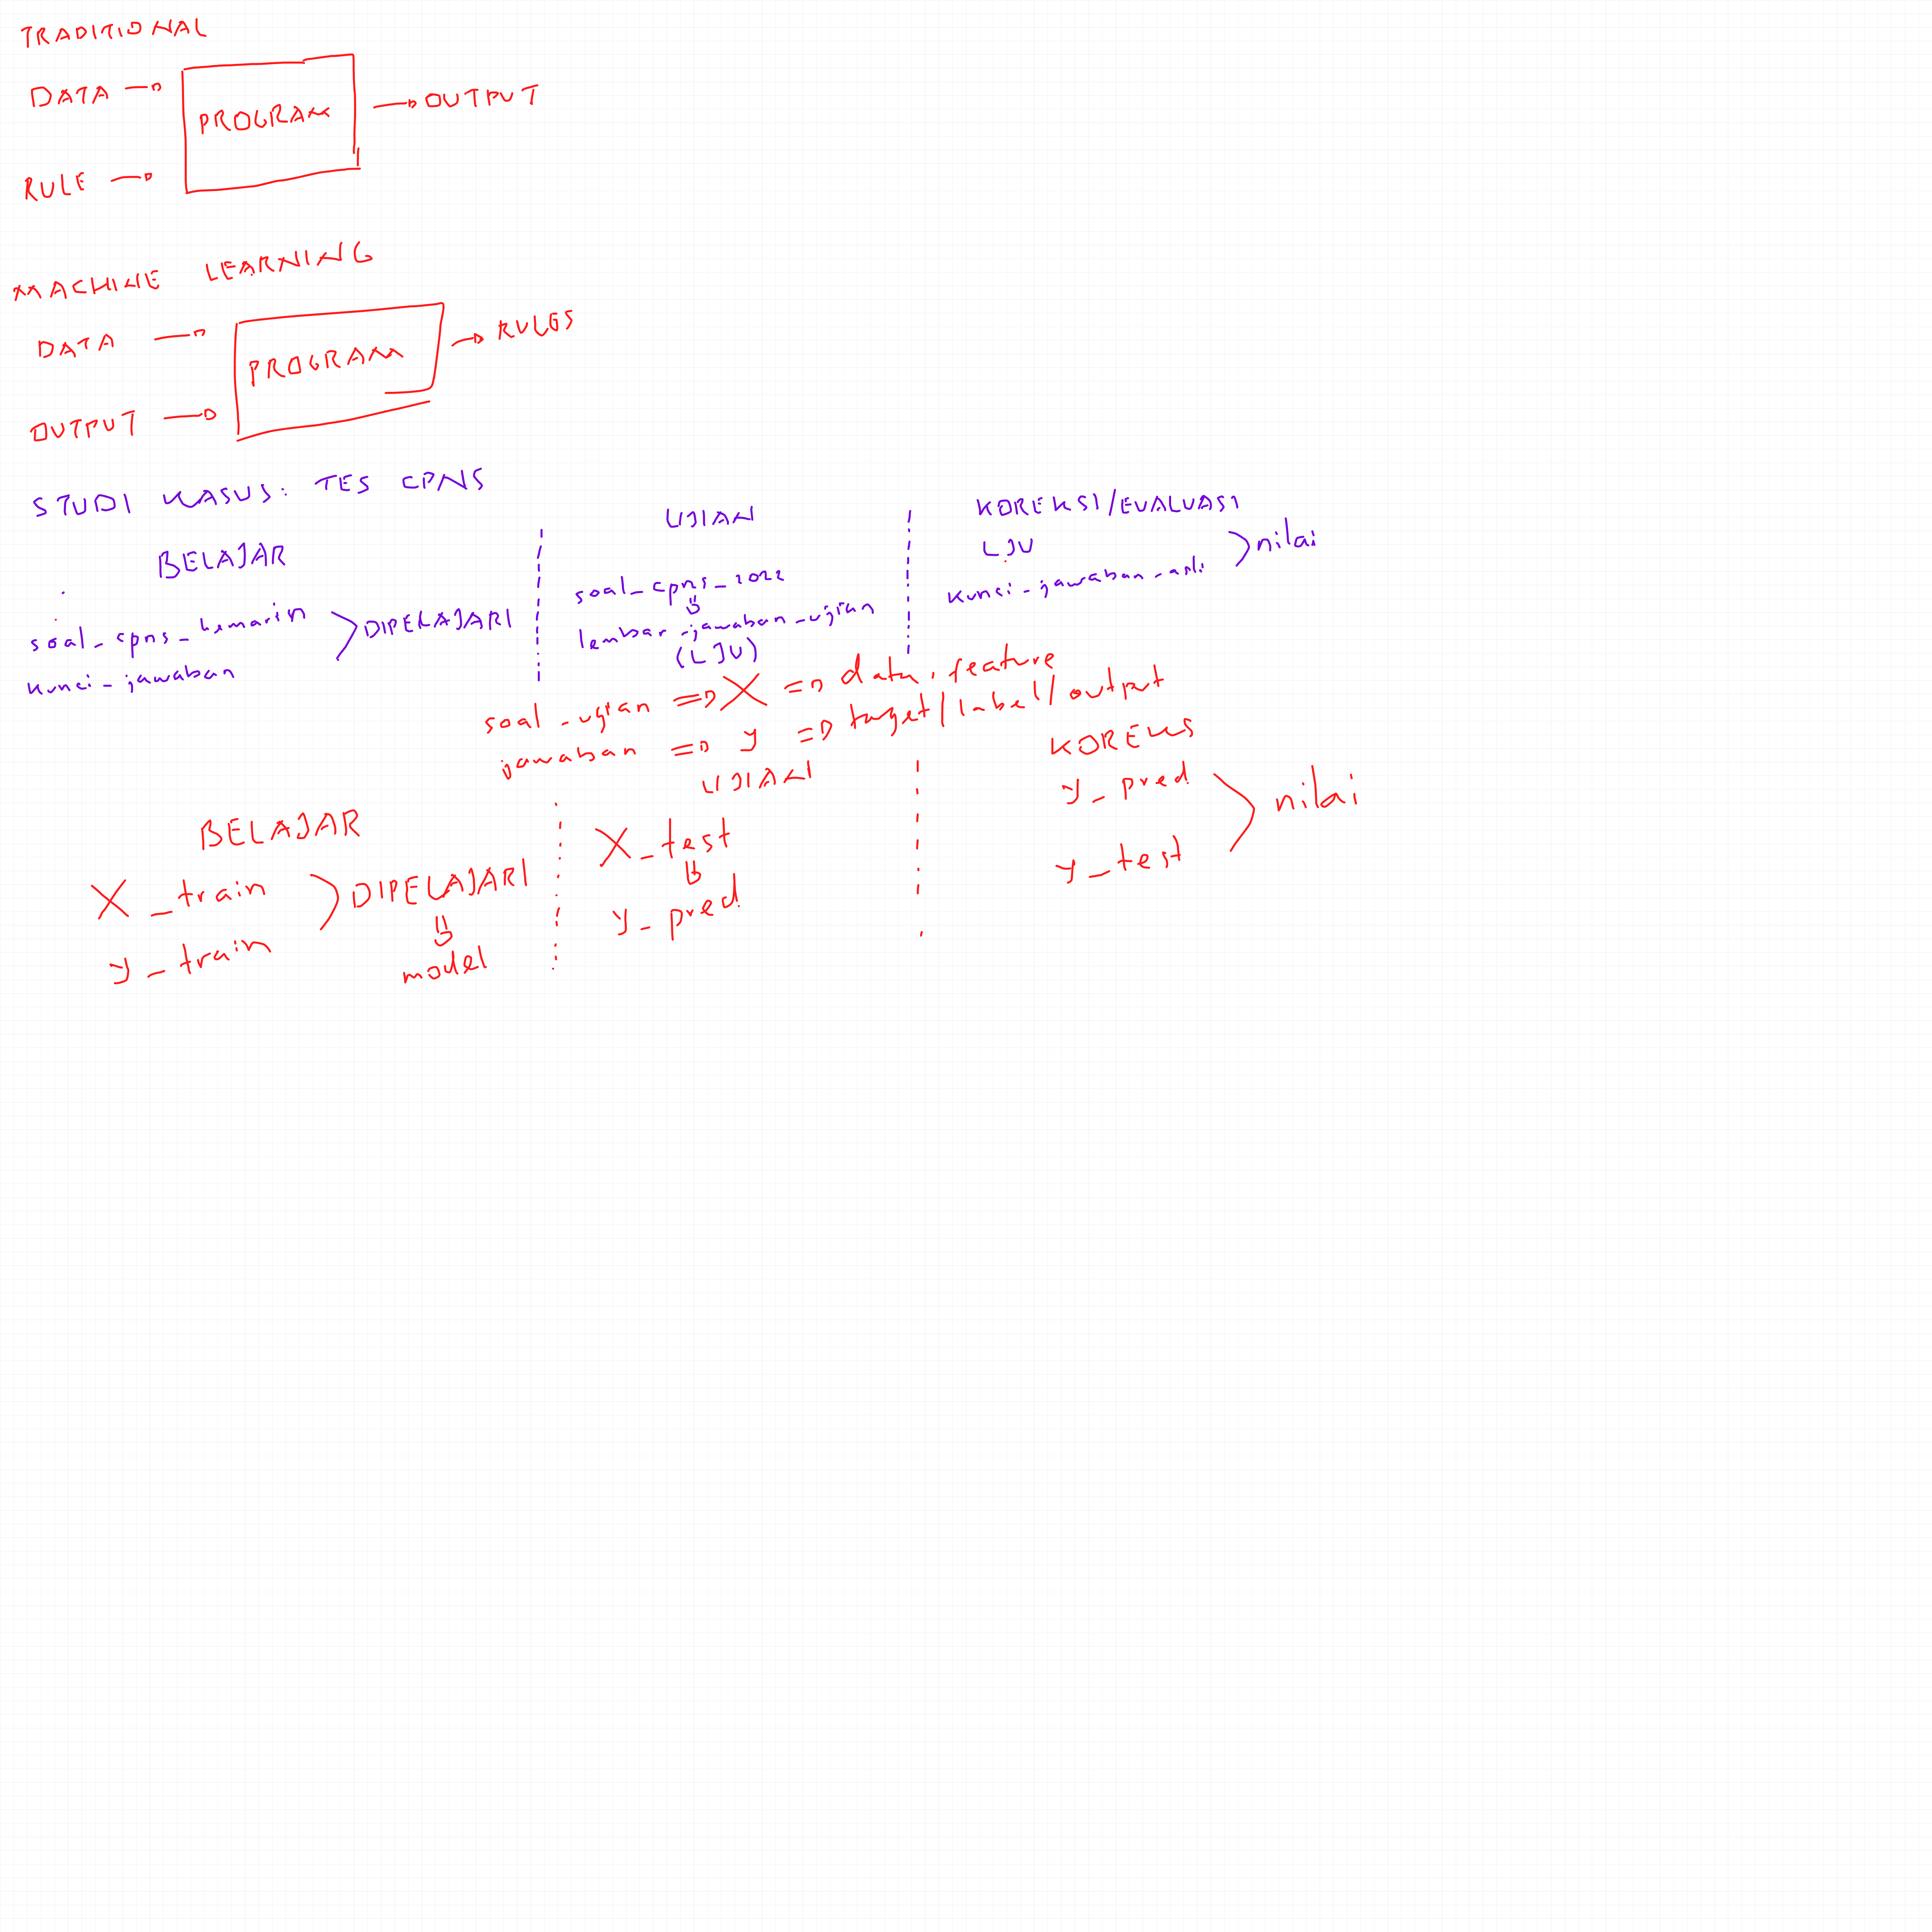 TRADITIONAL
DATA → PROGRAM → OUTPUT
RULE →
MACHINE LEARNING
DATA → PROGRAM → RULES
OUTPUT →
STUDI KASUS: TES CPNS
BELAJAR
soal_cpns_kemarin
kunci_jawaban
DIPELAJARI
UJIAN
soal_cpns_2022
lembar_jawaban_ujian
(LJU)
KOREKSI/EVALUASI
LJU
kunci_jawaban_asli
nilai
soal_ujian => X => data, feature
jawaban => y => target/label/output
BELAJAR
X_train
y_train
DIPELAJARI
model
UJIAN
X_test
y_pred
KOREKS
y_pred
y_test
nilai